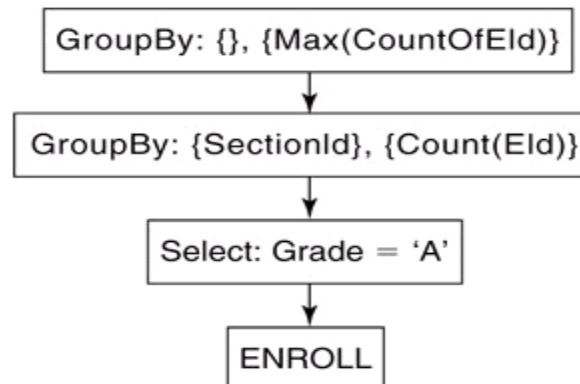 GroupBy: {}, {Max(CountOfEId)}
GroupBy: {SectionId}, {Count(EId)}
Select: Grade = ‘A’
ENROLL